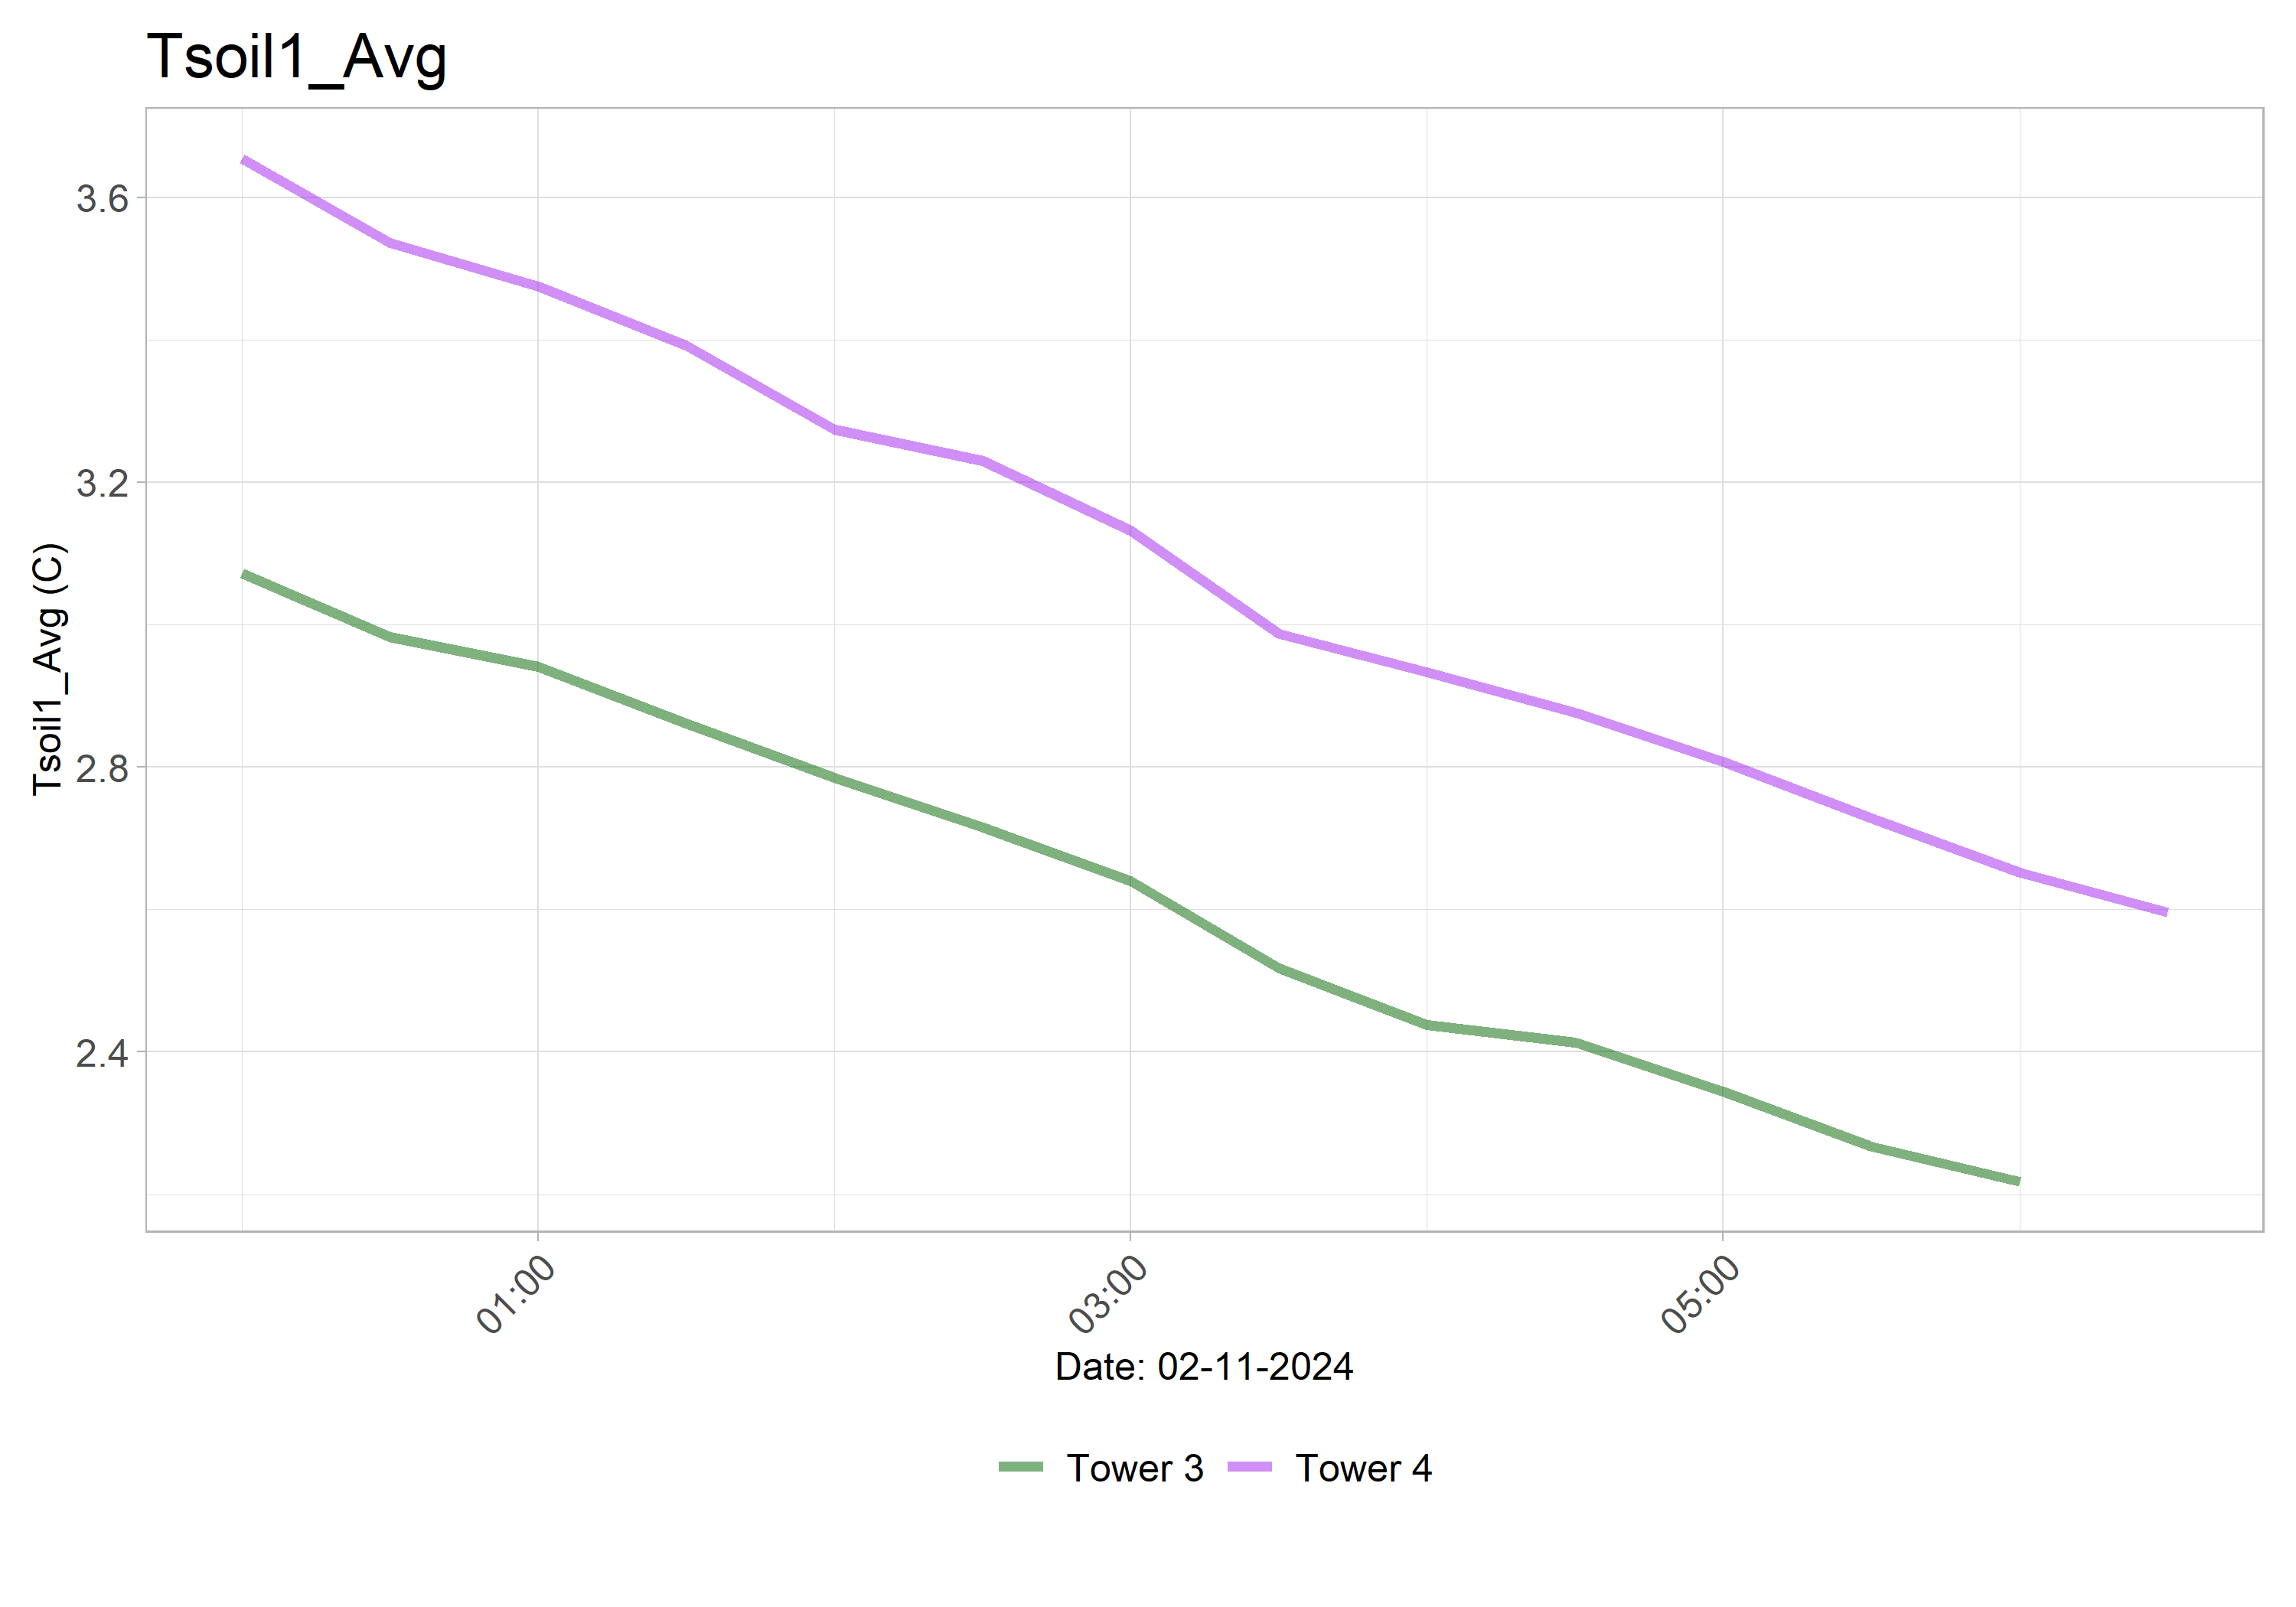 Tsoil1_Avg
Tsoil1_Avg (C)
3.6
3.2
2.8
2.4
01:00
03:00
05:00
Date: 02-11-2024
Tower 3
Tower 4